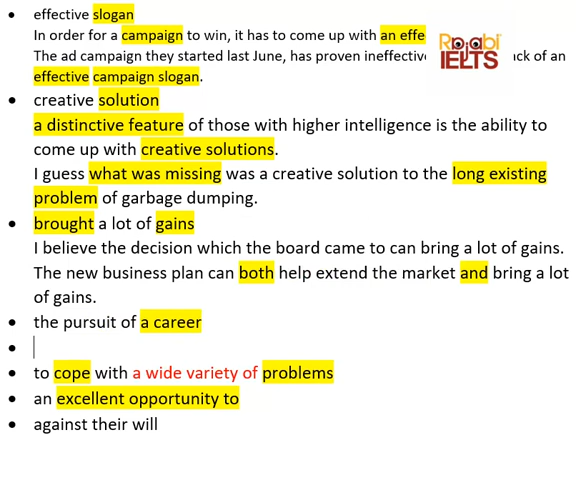 effective slogan
In order for a campaign to win, it has to come up with an effe
The ad campaign they started last June, has proven ineffective ack of an
effective campaign slogan.
creative solution
a distinctive feature of those with higher intelligence is the ability to
come up with creative solutions.
I guess what was missing was a creative solution to the long existing
problem of garbage dumping.
brought a lot of gains
I believe the decision which the board came to can bring a lot of gains.
The new business plan can both help extend the market and bring a lot
of gains.
the pursuit of a career
to cope with a wide variety of problems
an excellent opportunity to
against their will
IELTS